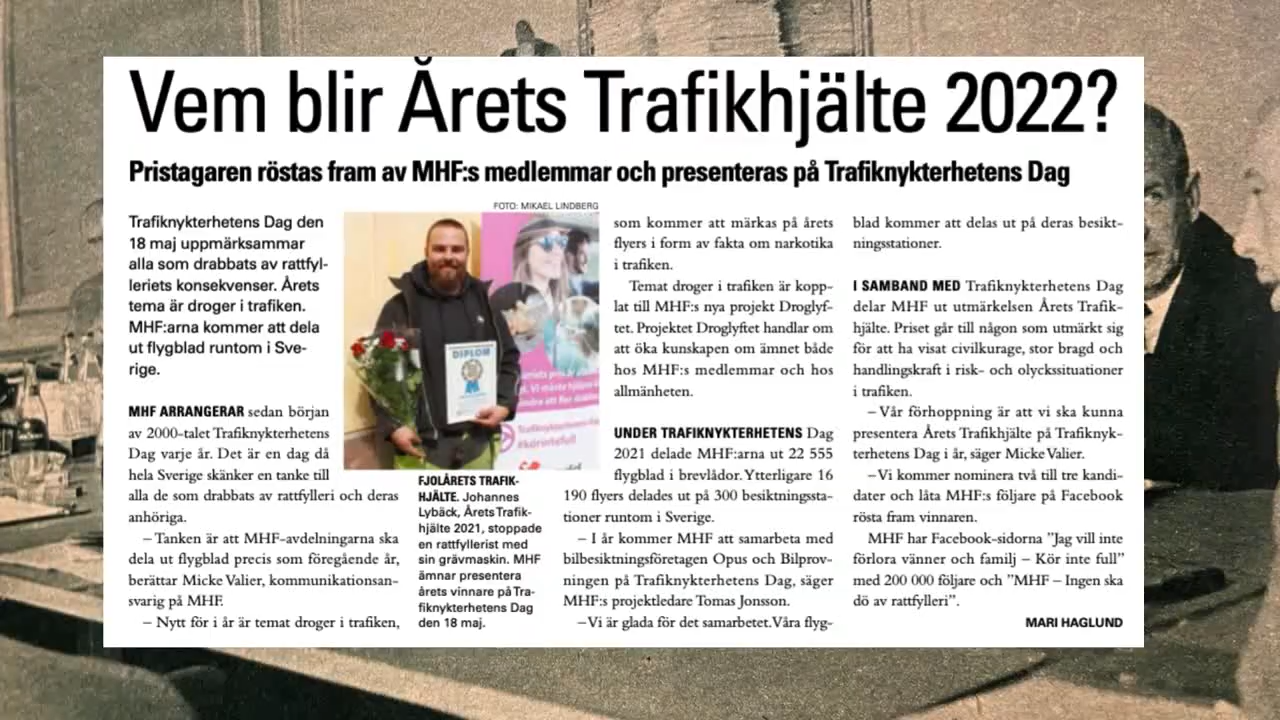 Vem blir Årets Trafikhjälte 2022?
Pristagaren röstas fram av MHF:s medlemmar och presenteras på Trafiknykterhetens Dag
Trafiknykterhetens Dag den
18 maj uppmärksammar
alla som drabbats av rattfyl-
leriets konsekvenser. Årets
tema är droger i trafiken.
MHF:arna kommer att dela
ut flygblad runtom i Sve-
rige.
MHF ARRANGERAR sedan början
av 2000-talet Trafiknykterhetens
Dag varje år. Det är en dag då
hela Sverige skänker en tanke till
alla de som drabbats av rattfylleri och deras
anhöriga.
– Tanken är att MHF-avdelningarna ska
dela ut flygblad precis som föregående år,
berättar Micke Valier, kommunikationsan-
svarig på MHF.
– Nytt för i år är temat droger i trafiken,
FOTO: MIKAEL LINDBERG
DIPLOM
#körintefull
FJOLÅRETS TRAFIK-
HJÄLTE. Johannes
Lybäck, Årets Trafik-
hjälte 2021, stoppade
en rattfyllerist med
sin grävmaskin. MHF
ämnar presentera
årets vinnare på Tra-
fiknykterhetens Dag
den 18 maj.
som kommer att märkas på årets
flyers i form av fakta om narkotika
i trafiken.
Temat droger i trafiken är kopp-
lat till MHF:s nya projekt Droglyf-
tet. Projektet Droglyftet handlar om
att öka kunskapen om ämnet både
hos MHF:s medlemmar och hos
allmänheten.
UNDER TRAFIKNYKTERHETENS Dag
2021 delade MHF:arna ut 22 555
flygblad i brevlådor. Ytterligare 16
190 flyers delades ut på 300 besiktningssta-
tioner runtom i Sverige.
– I år kommer MHF att samarbeta med
bilbesiktningsföretagen Opus och Bilprov-
ningen på Trafiknykterhetens Dag, säger
MHF:s projektledare Tomas Jonsson.
– Vi är glada för det samarbetet. Våra flyg-
blad kommer att delas ut på deras besikt-
ningsstationer.
I SAMBAND MED Trafiknykterhetens Dag
delar MHF ut utmärkelsen Årets Trafik-
hjälte. Priset går till någon som utmärkt sig
för att ha visat civilkurage, stor bragd och
handlingskraft i risk- och olyckssituationer
i trafiken.
– Vår förhoppning är att vi ska kunna
presentera Årets Trafikhjälte på Trafiknyk-
terhetens Dag i år, säger Micke Valier.
– Vi kommer nominera två till tre kandi-
dater och låta MHF:s följare på Facebook
rösta fram vinnaren.
MHF har Facebook-sidorna ”Jag vill inte
förlora vänner och familj – Kör inte full”
med 200 000 följare och ”MHF – Ingen ska
dö av rattfylleri”.
MARI HAGLUND